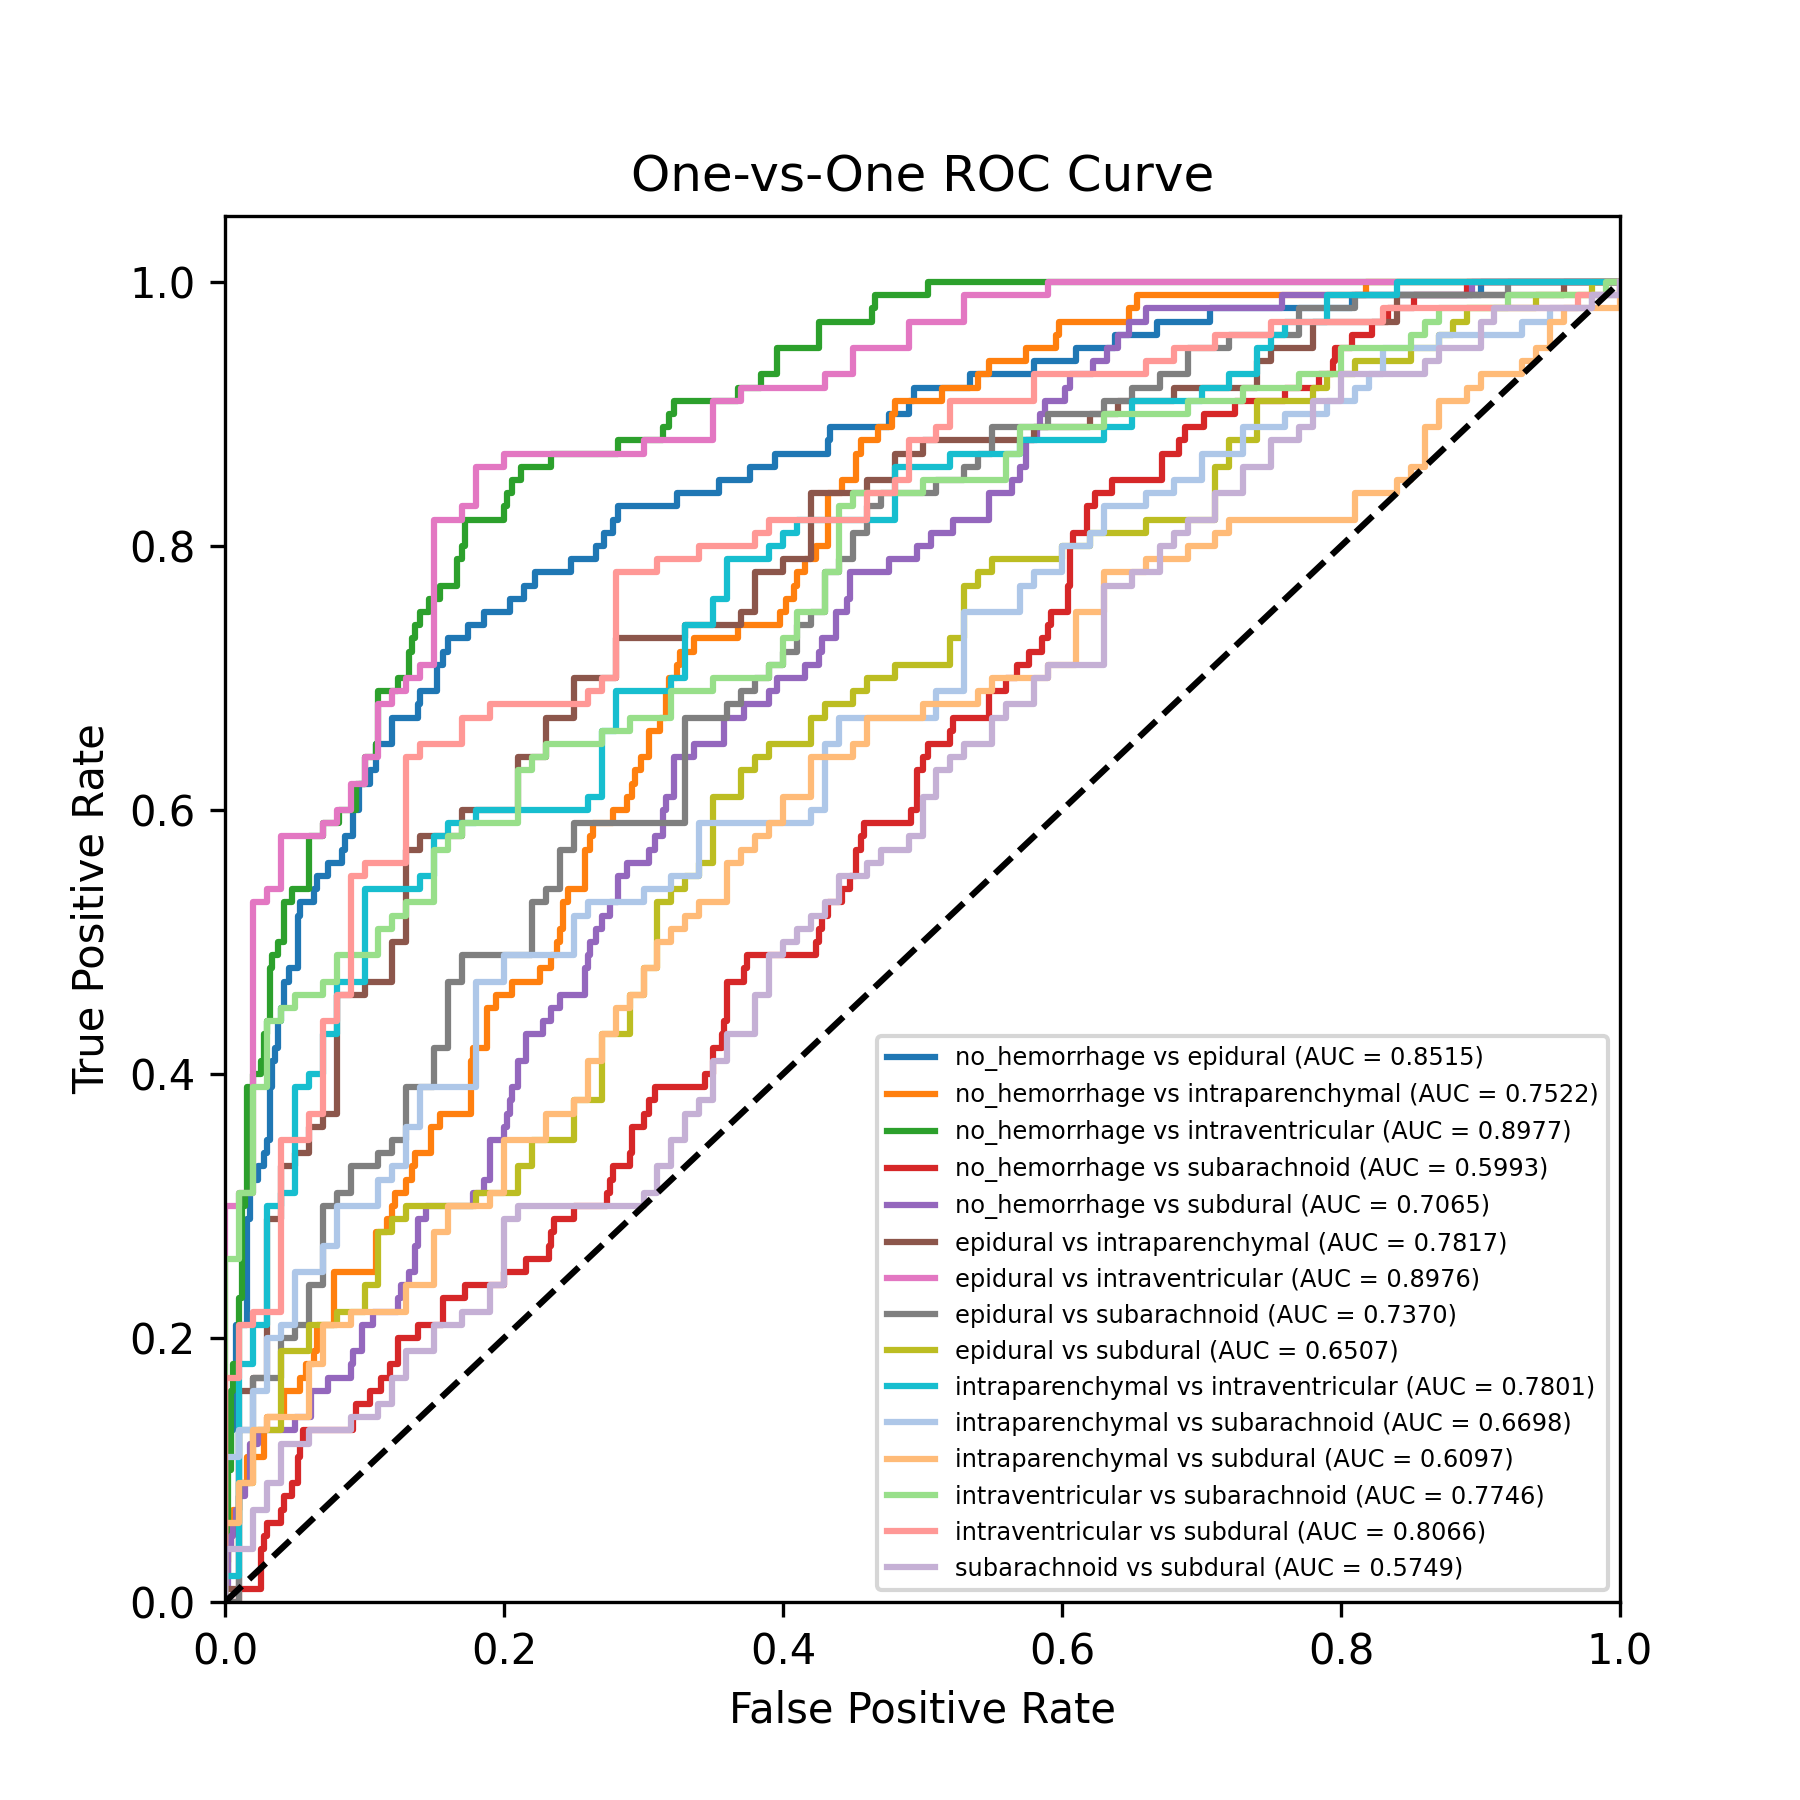 One-vs-One ROC Curve
1.0
0.8
0.6
0.4
0.2
0.0
True Positive Rate
no_hemorrhage vs epidural (AUC = 0.8515)
no_hemorrhage vs intraparenchymal (AUC = 0.7522)
no_hemorrhage vs intraventricular (AUC = 0.8977)
no_hemorrhage vs subarachnoid (AUC = 0.5993)
no_hemorrhage vs subdural (AUC = 0.7065)
epidural vs intraparenchymal (AUC = 0.7817)
epidural vs intraventricular (AUC = 0.8976)
epidural vs subarachnoid (AUC = 0.7370)
epidural vs subdural (AUC = 0.6507)
intraparenchymal vs intraventricular (AUC = 0.7801)
intraparenchymal vs subarachnoid (AUC = 0.6698)
intraparenchymal vs subdural (AUC = 0.6097)
intraventricular vs subarachnoid (AUC = 0.7746)
intraventricular vs subdural (AUC = 0.8066)
subarachnoid vs subdural (AUC = 0.5749)
0.0 0.2 0.4 0.6 0.8 1.0
False Positive Rate